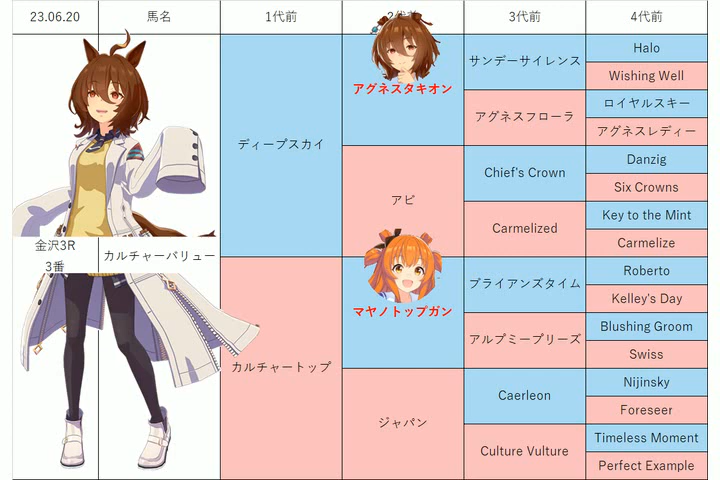 23.06.20
馬名
1代前
2代前
3代前
4代前
金沢3R
3番
カルチャーバリュー
ディープスカイ
カルチャートップ
アグネスタキオン
アビ
マヤノトップガン
ジャパン
サンデーサイレンス
アグネスフローラ
Chief's Crown
Carmelized
ブライアンズタイム
アルプミープリーズ
Caerleon
Culture Vulture
Halo
Wishing Well
ロイヤルスキー
アグネスレディー
Danzig
Six Crowns
Key to the Mint
Carmelize
Roberto
Kelley's Day
Blushing Groom
Swiss
Nijinsky
Foreseer
Timeless Moment
Perfect Example